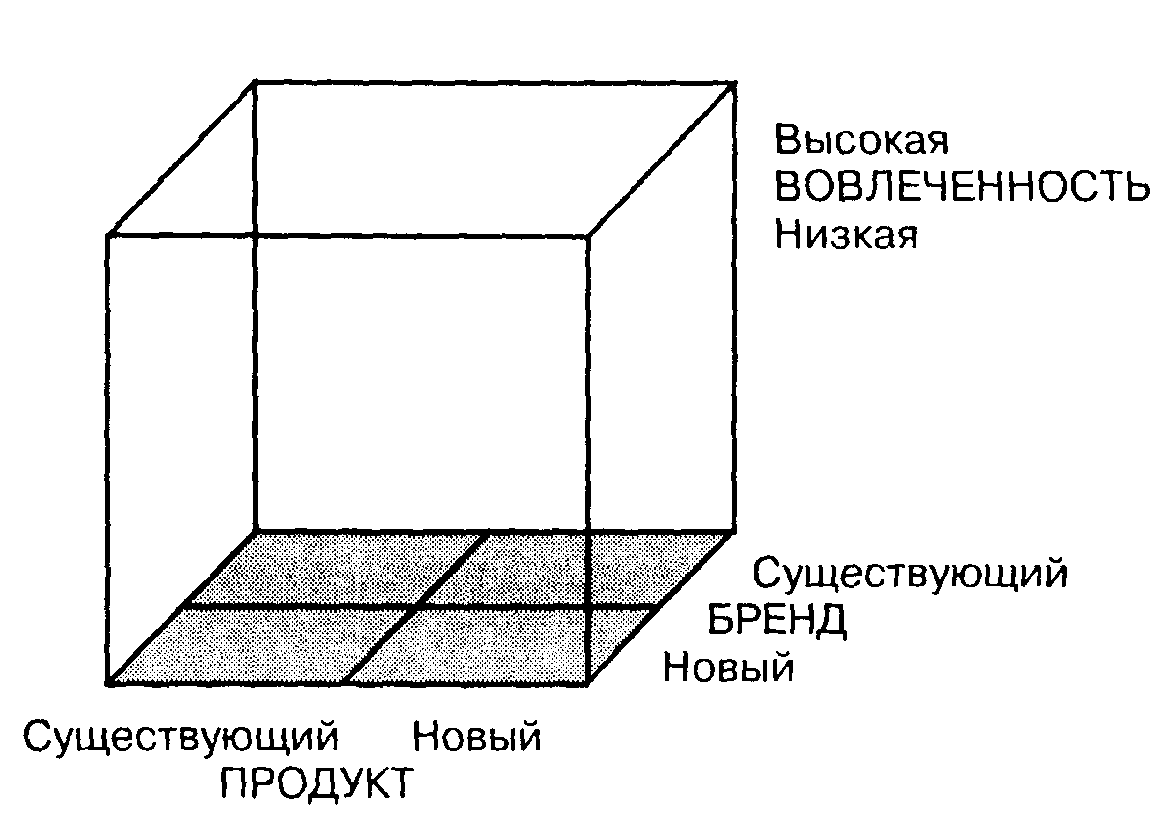 Высокая
ВОВЛЕЧЕННОСТЬ
Низкая
Существующий
БРЕНД
Новый
Существующий Новый
ПРОДУКТ